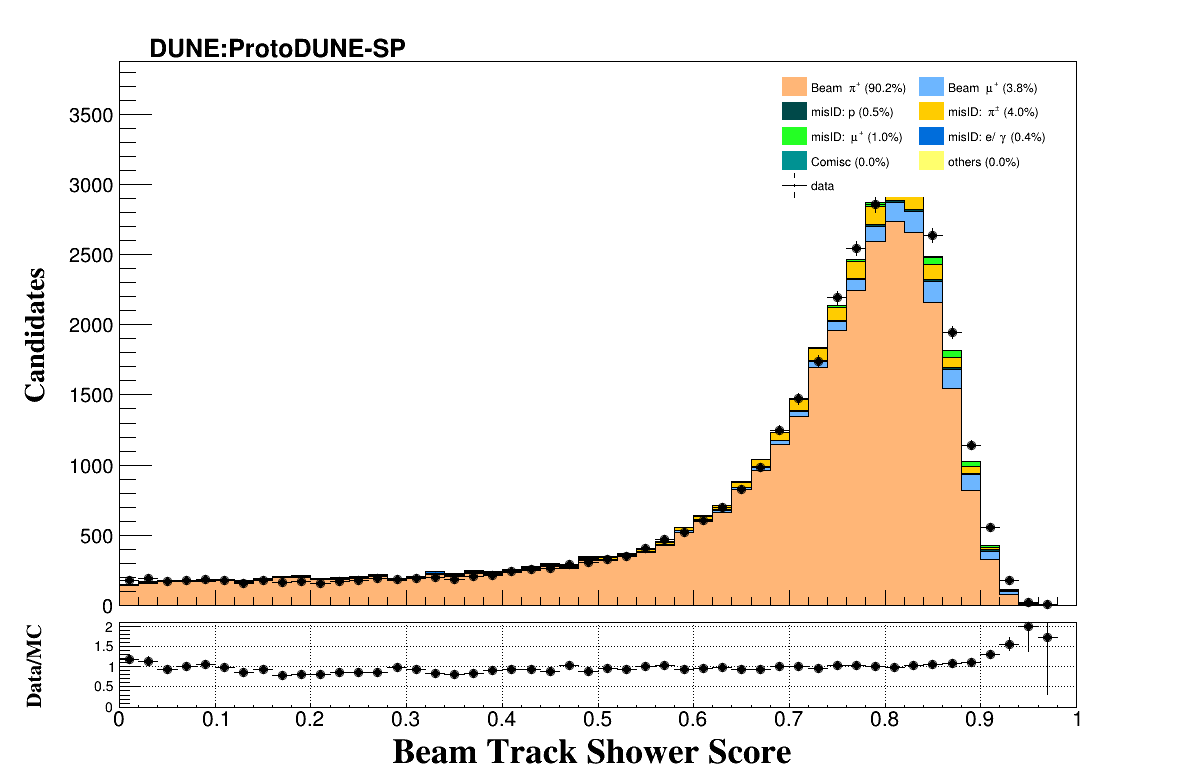 DUNE:ProtoDUNE-SP
Beam π⁺ (90.2%)
Beam μ⁺ (3.8%)
misID: p (0.5%)
misID: π± (4.0%)
misID: μ⁺ (1.0%)
misID: e/ γ (0.4%)
Comisc (0.0%)
others (0.0%)
data
Candidates
3500
3000
2500
2000
1500
1000
500
0
Data/MC
2
1.5
1
0.5
0
0 0.1 0.2 0.3 0.4 0.5 0.6 0.7 0.8 0.9 1
Beam Track Shower Score